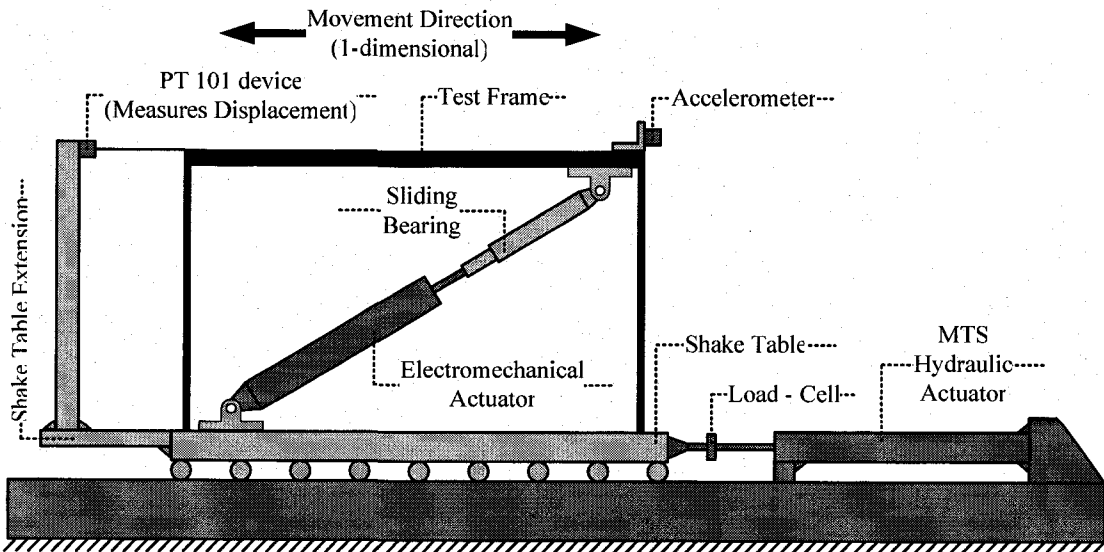 Movement Direction
(1-dimensional)
PT 101 device
(Measures Displacement)
Test Frame
Accelerometer
Sliding
Bearing
Shake Table Extension
Electromechanical
Actuator
Shake Table
Load - Cell
MTS
Hydraulic
Actuator